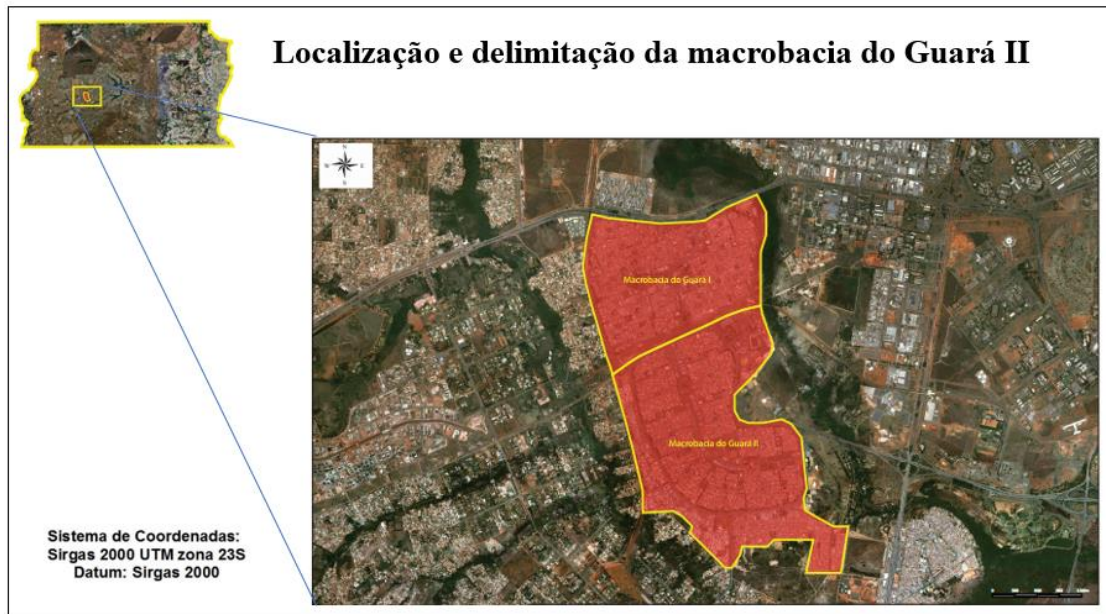 Localização e delimitação da macrobacia do Guará II
N
W
E
S
Macrobacia do Guará I
Macrobacia do Guará II
Sistema de Coordenadas:
Sirgas 2000 UTM zona 23S
Datum: Sirgas 2000